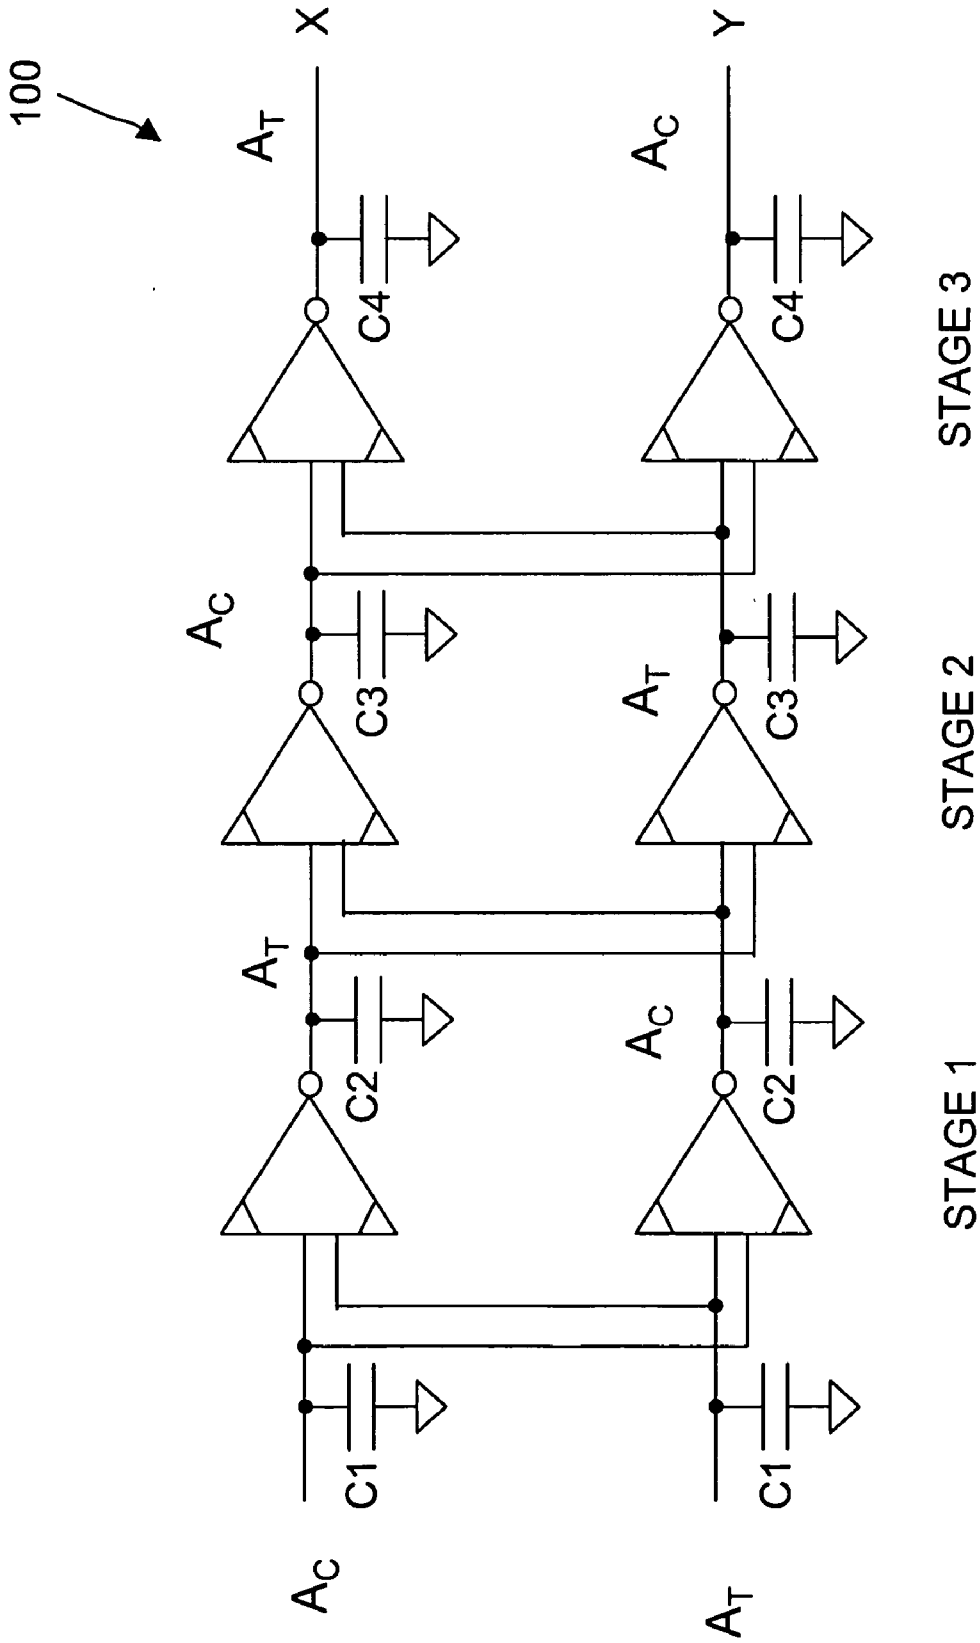 100
A_C
A_T
A_C
A_T
X
C1
C2
C3
C4
A_T
A_C
A_T
A_C
Y
C1
C2
C3
C4
STAGE 1
STAGE 2
STAGE 3